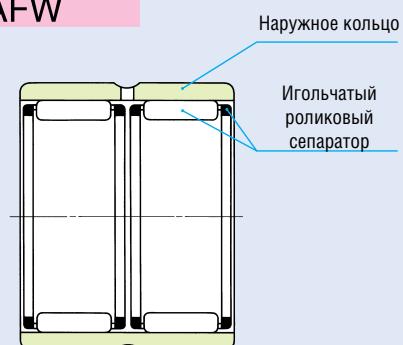 AFW
Наружное кольцо
Игольчатый
роликовый
сепаратор